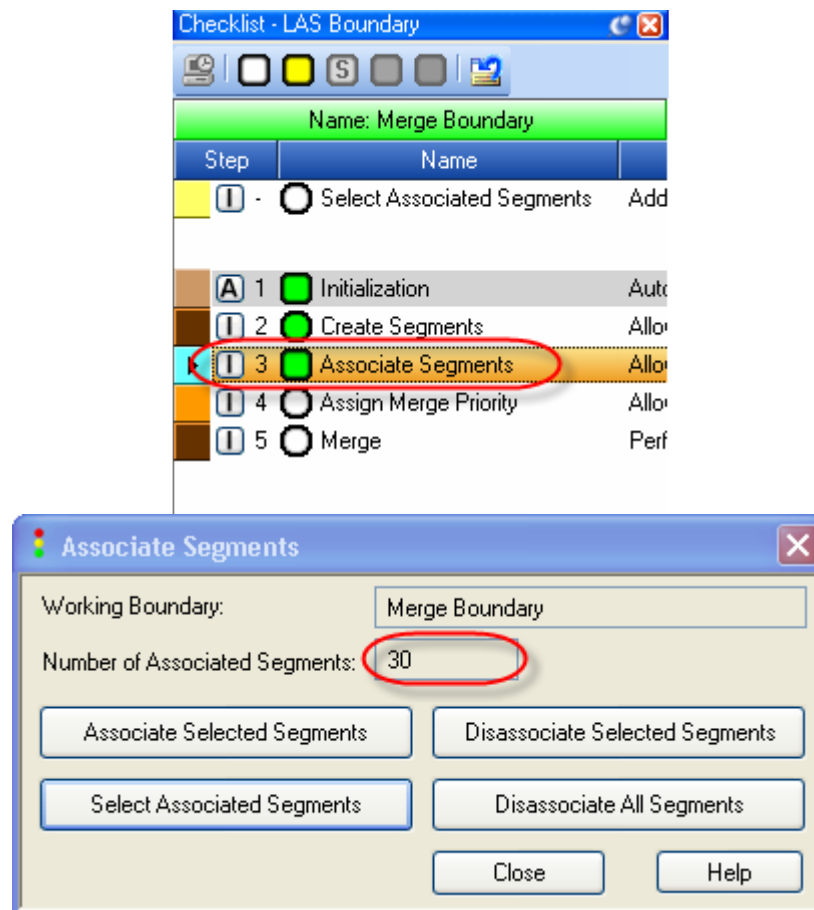 Checklist - LAS Boundary
S
Name: Merge Boundary
Step Name
I - Select Associated Segments Add
A 1 Initialization Auto
I 2 Create Segments Allo
I 3 Associate Segments Allo
I 4 Assign Merge Priority Allo
I 5 Merge Perf
Associate Segments
Working Boundary: Merge Boundary
Number of Associated Segments: 30
Associate Selected Segments Disassociate Selected Segments
Select Associated Segments Disassociate All Segments
Close Help